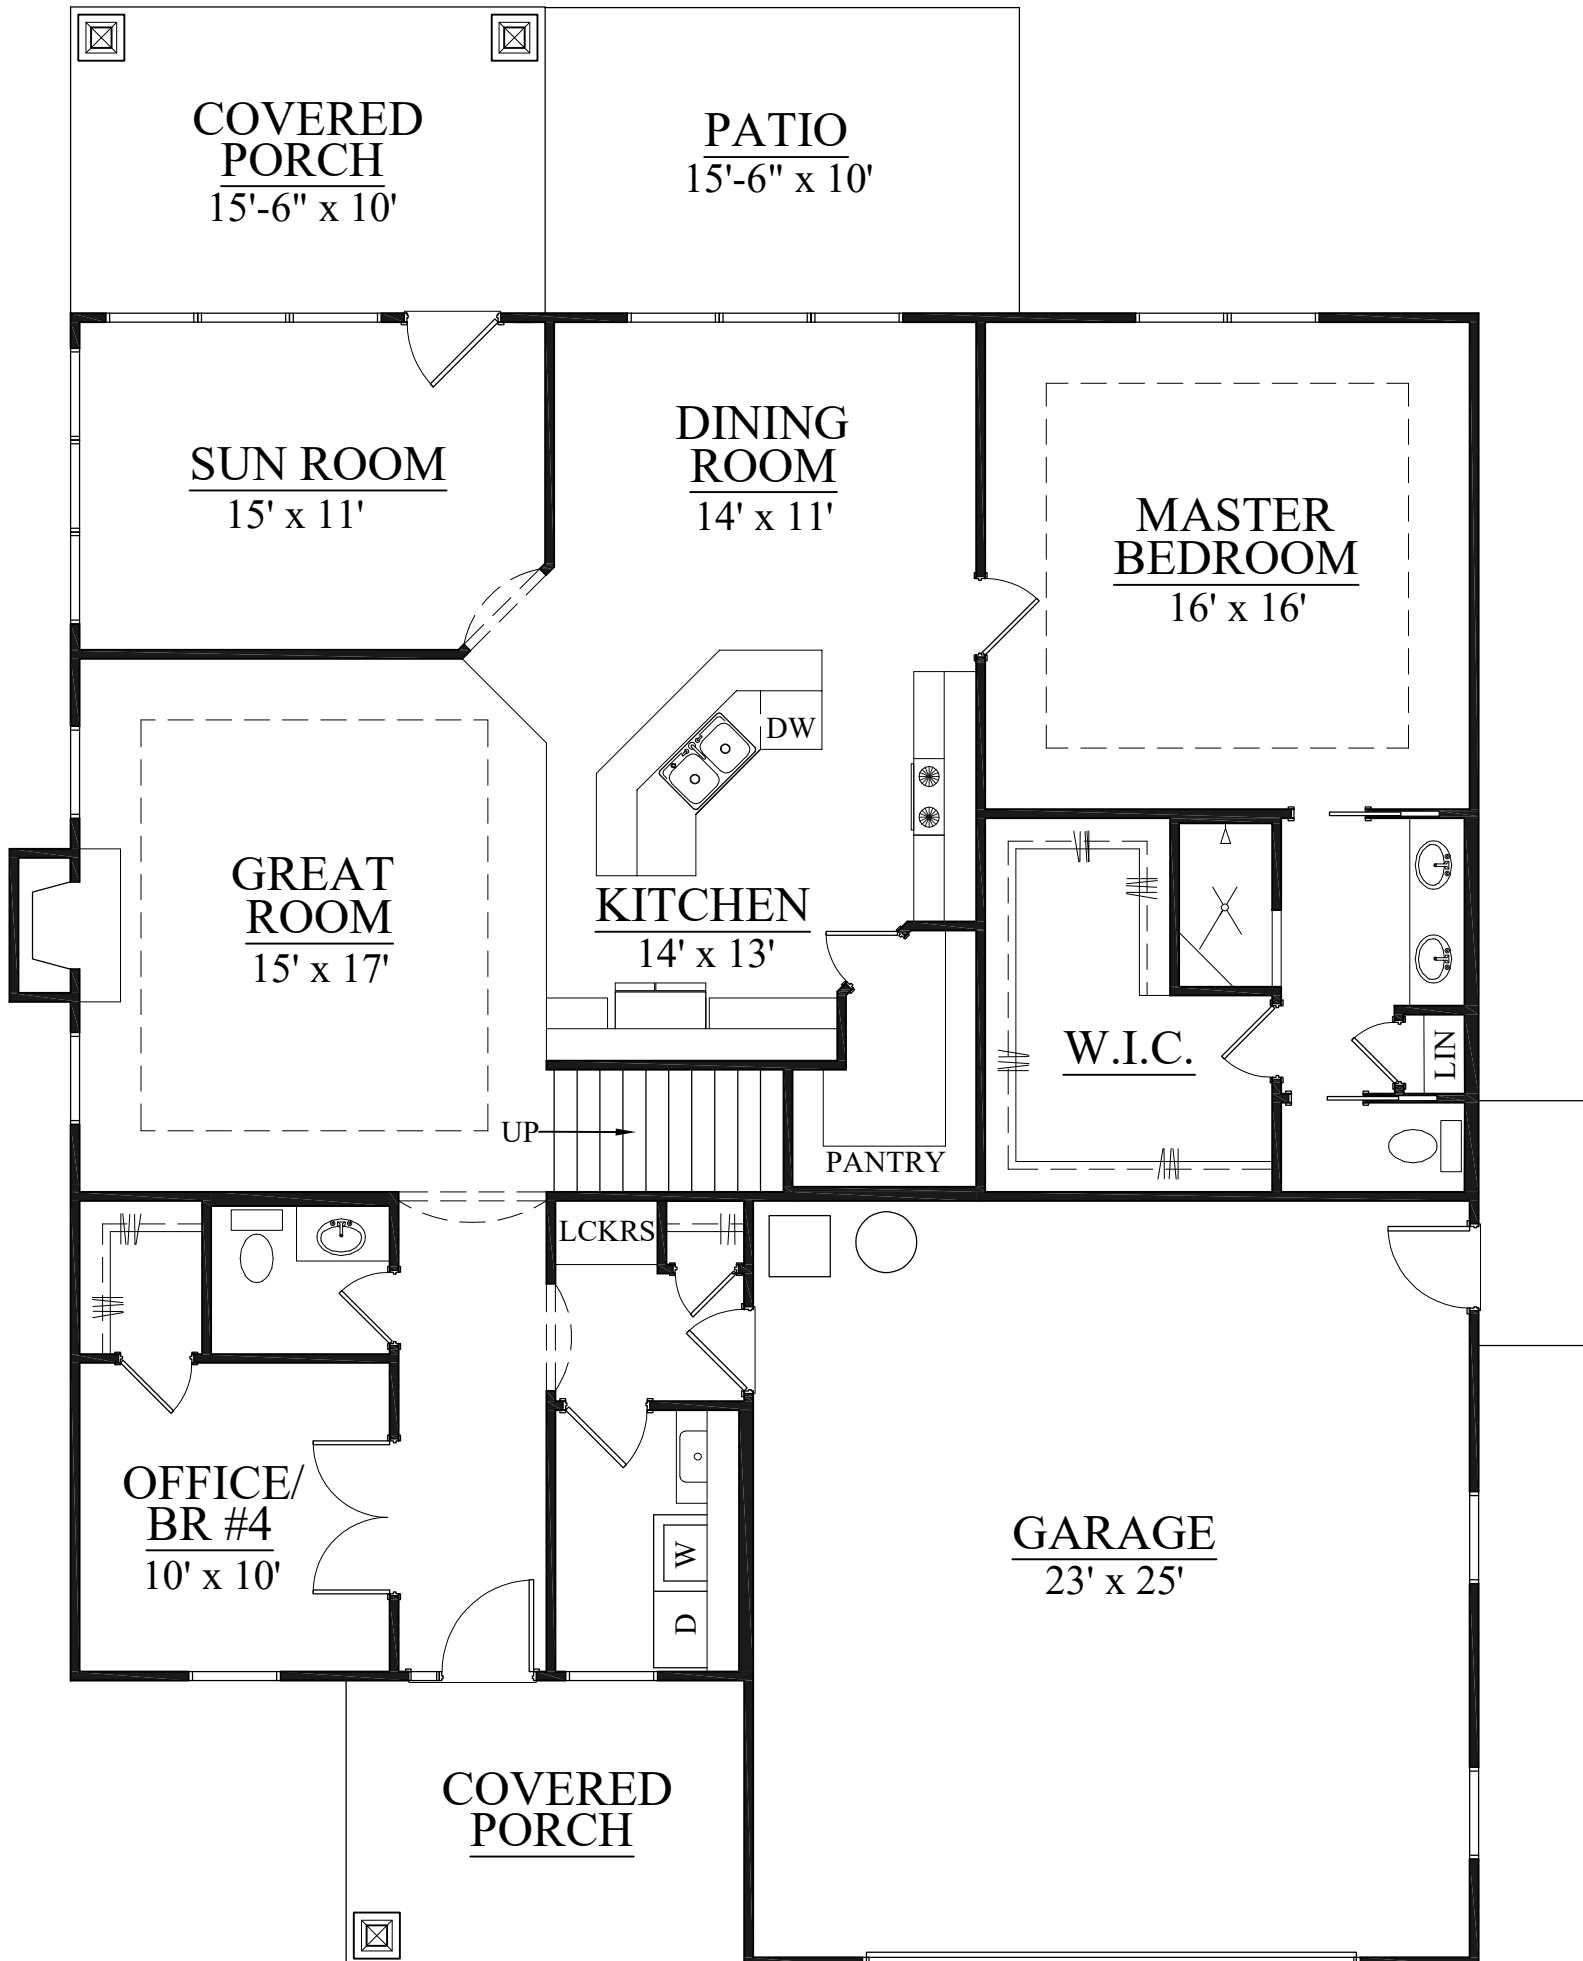 COVERED
PORCH
15'-6" x 10'
PATIO
15'-6" x 10'
SUN ROOM
15' x 11'
DINING
ROOM
14' x 11'
MASTER
BEDROOM
16' x 16'
DW
GREAT
ROOM
15' x 17'
KITCHEN
14' x 13'
W.I.C.
LIN
UP
PANTRY
LCKRS
OFFICE/
BR #4
10' x 10'
W
D
GARAGE
23' x 25'
COVERED
PORCH